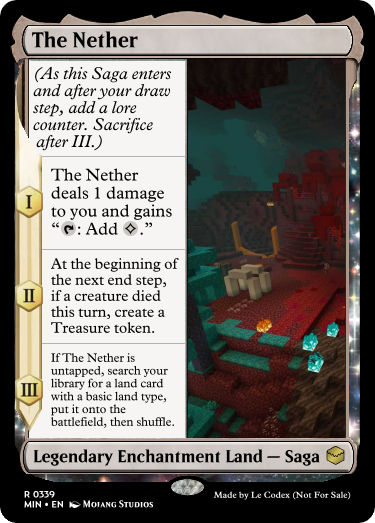 The Nether
(As this Saga enters
and after your draw
step, add a lore
counter. Sacrifice
after III.)
I
The Nether
deals 1 damage
to you and gains
“: Add .”
II
At the beginning of
the next end step,
if a creature died
this turn, create a
Treasure token.
III
If The Nether is
untapped, search your
library for a land card
with a basic land type,
put it onto the
battlefield, then shuffle.
Legendary Enchantment Land — Saga
R 0339
MIN • EN Mojang Studios
Made by Le Codex (Not For Sale)